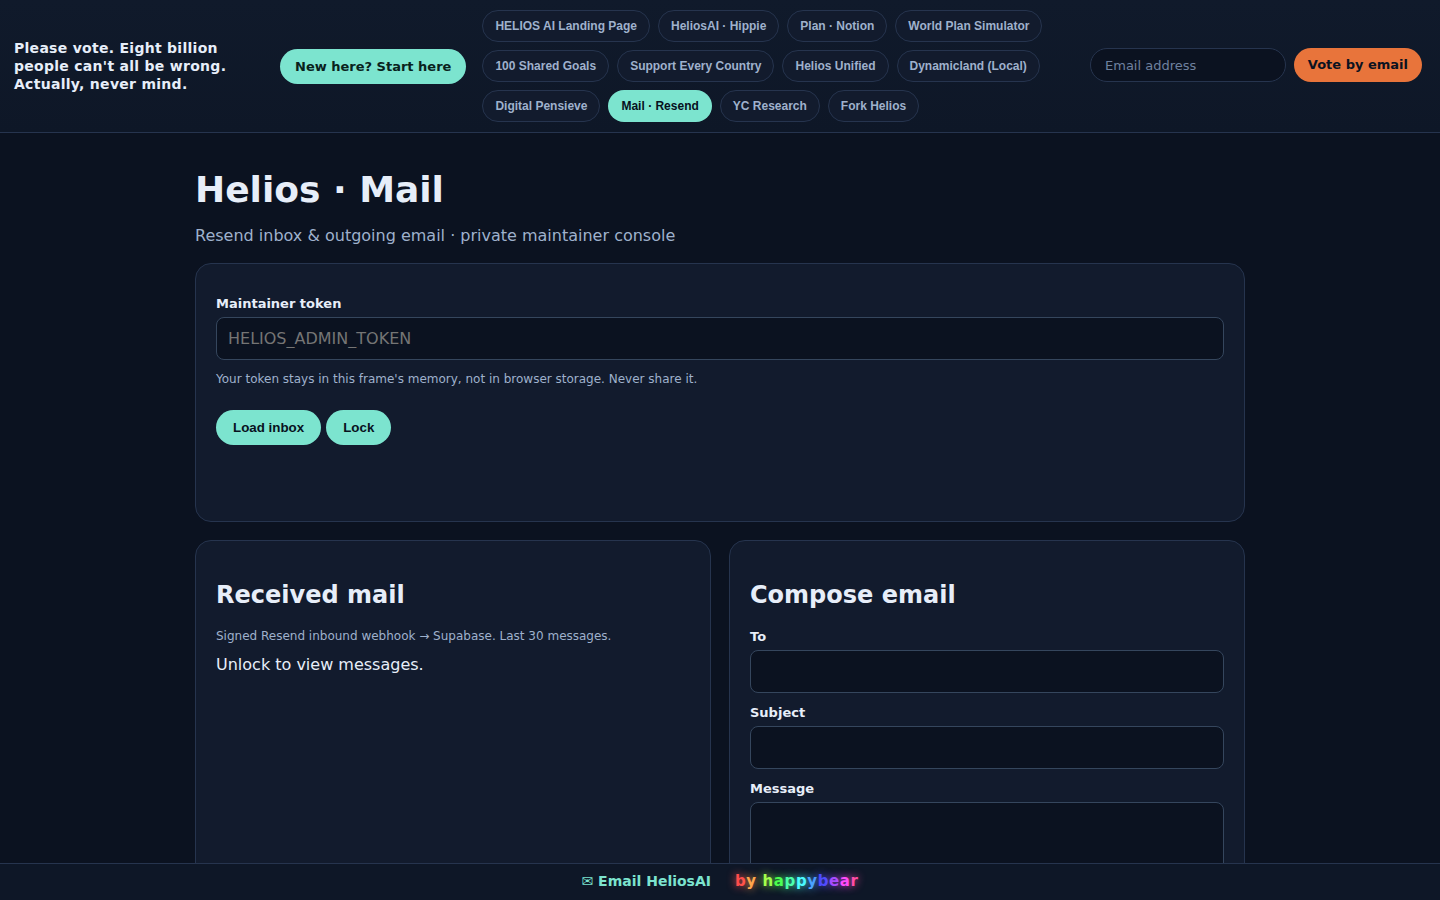 Please vote. Eight billion
people can't all be wrong.
Actually, never mind.
New here? Start here
HELIOS AI Landing Page
HeliosAI · Hippie
Plan · Notion
World Plan Simulator
100 Shared Goals
Support Every Country
Helios Unified
Dynamicland (Local)
Digital Pensieve
Mail · Resend
YC Research
Fork Helios
Email address
Vote by email
Helios · Mail
Resend inbox & outgoing email · private maintainer console
Maintainer token
HELIOS_ADMIN_TOKEN
Your token stays in this frame's memory, not in browser storage. Never share it.
Load inbox
Lock
Received mail
Signed Resend inbound webhook → Supabase. Last 30 messages.
Unlock to view messages.
Compose email
To
Subject
Message
✉ Email HeliosAI
by happybear